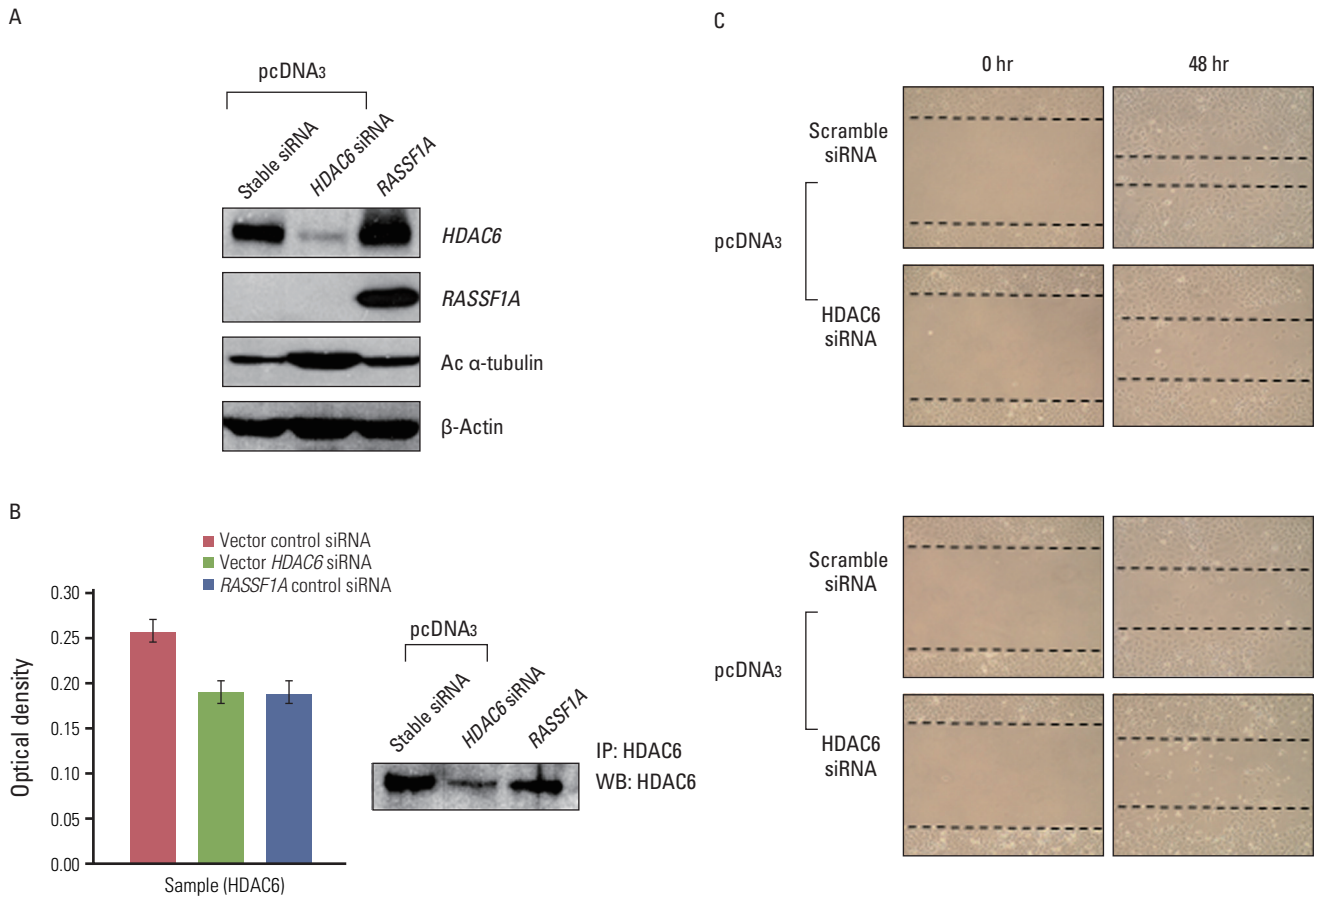 A
pcDNA3
Stable siRNA
HDAC6 siRNA
RASSF1A
HDAC6
RASSF1A
Ac α-tubulin
β-Actin
B
Vector control siRNA
Vector HDAC6 siRNA
RASSF1A control siRNA
Optical density
0.30
0.25
0.20
0.15
0.10
0.05
0.00
Sample (HDAC6)
pcDNA3
Stable siRNA
HDAC6 siRNA
RASSF1A
IP: HDAC6
WB: HDAC6
C
0 hr
48 hr
Scramble
siRNA
pcDNA3
HDAC6
siRNA
Scramble
siRNA
pcDNA3
HDAC6
siRNA